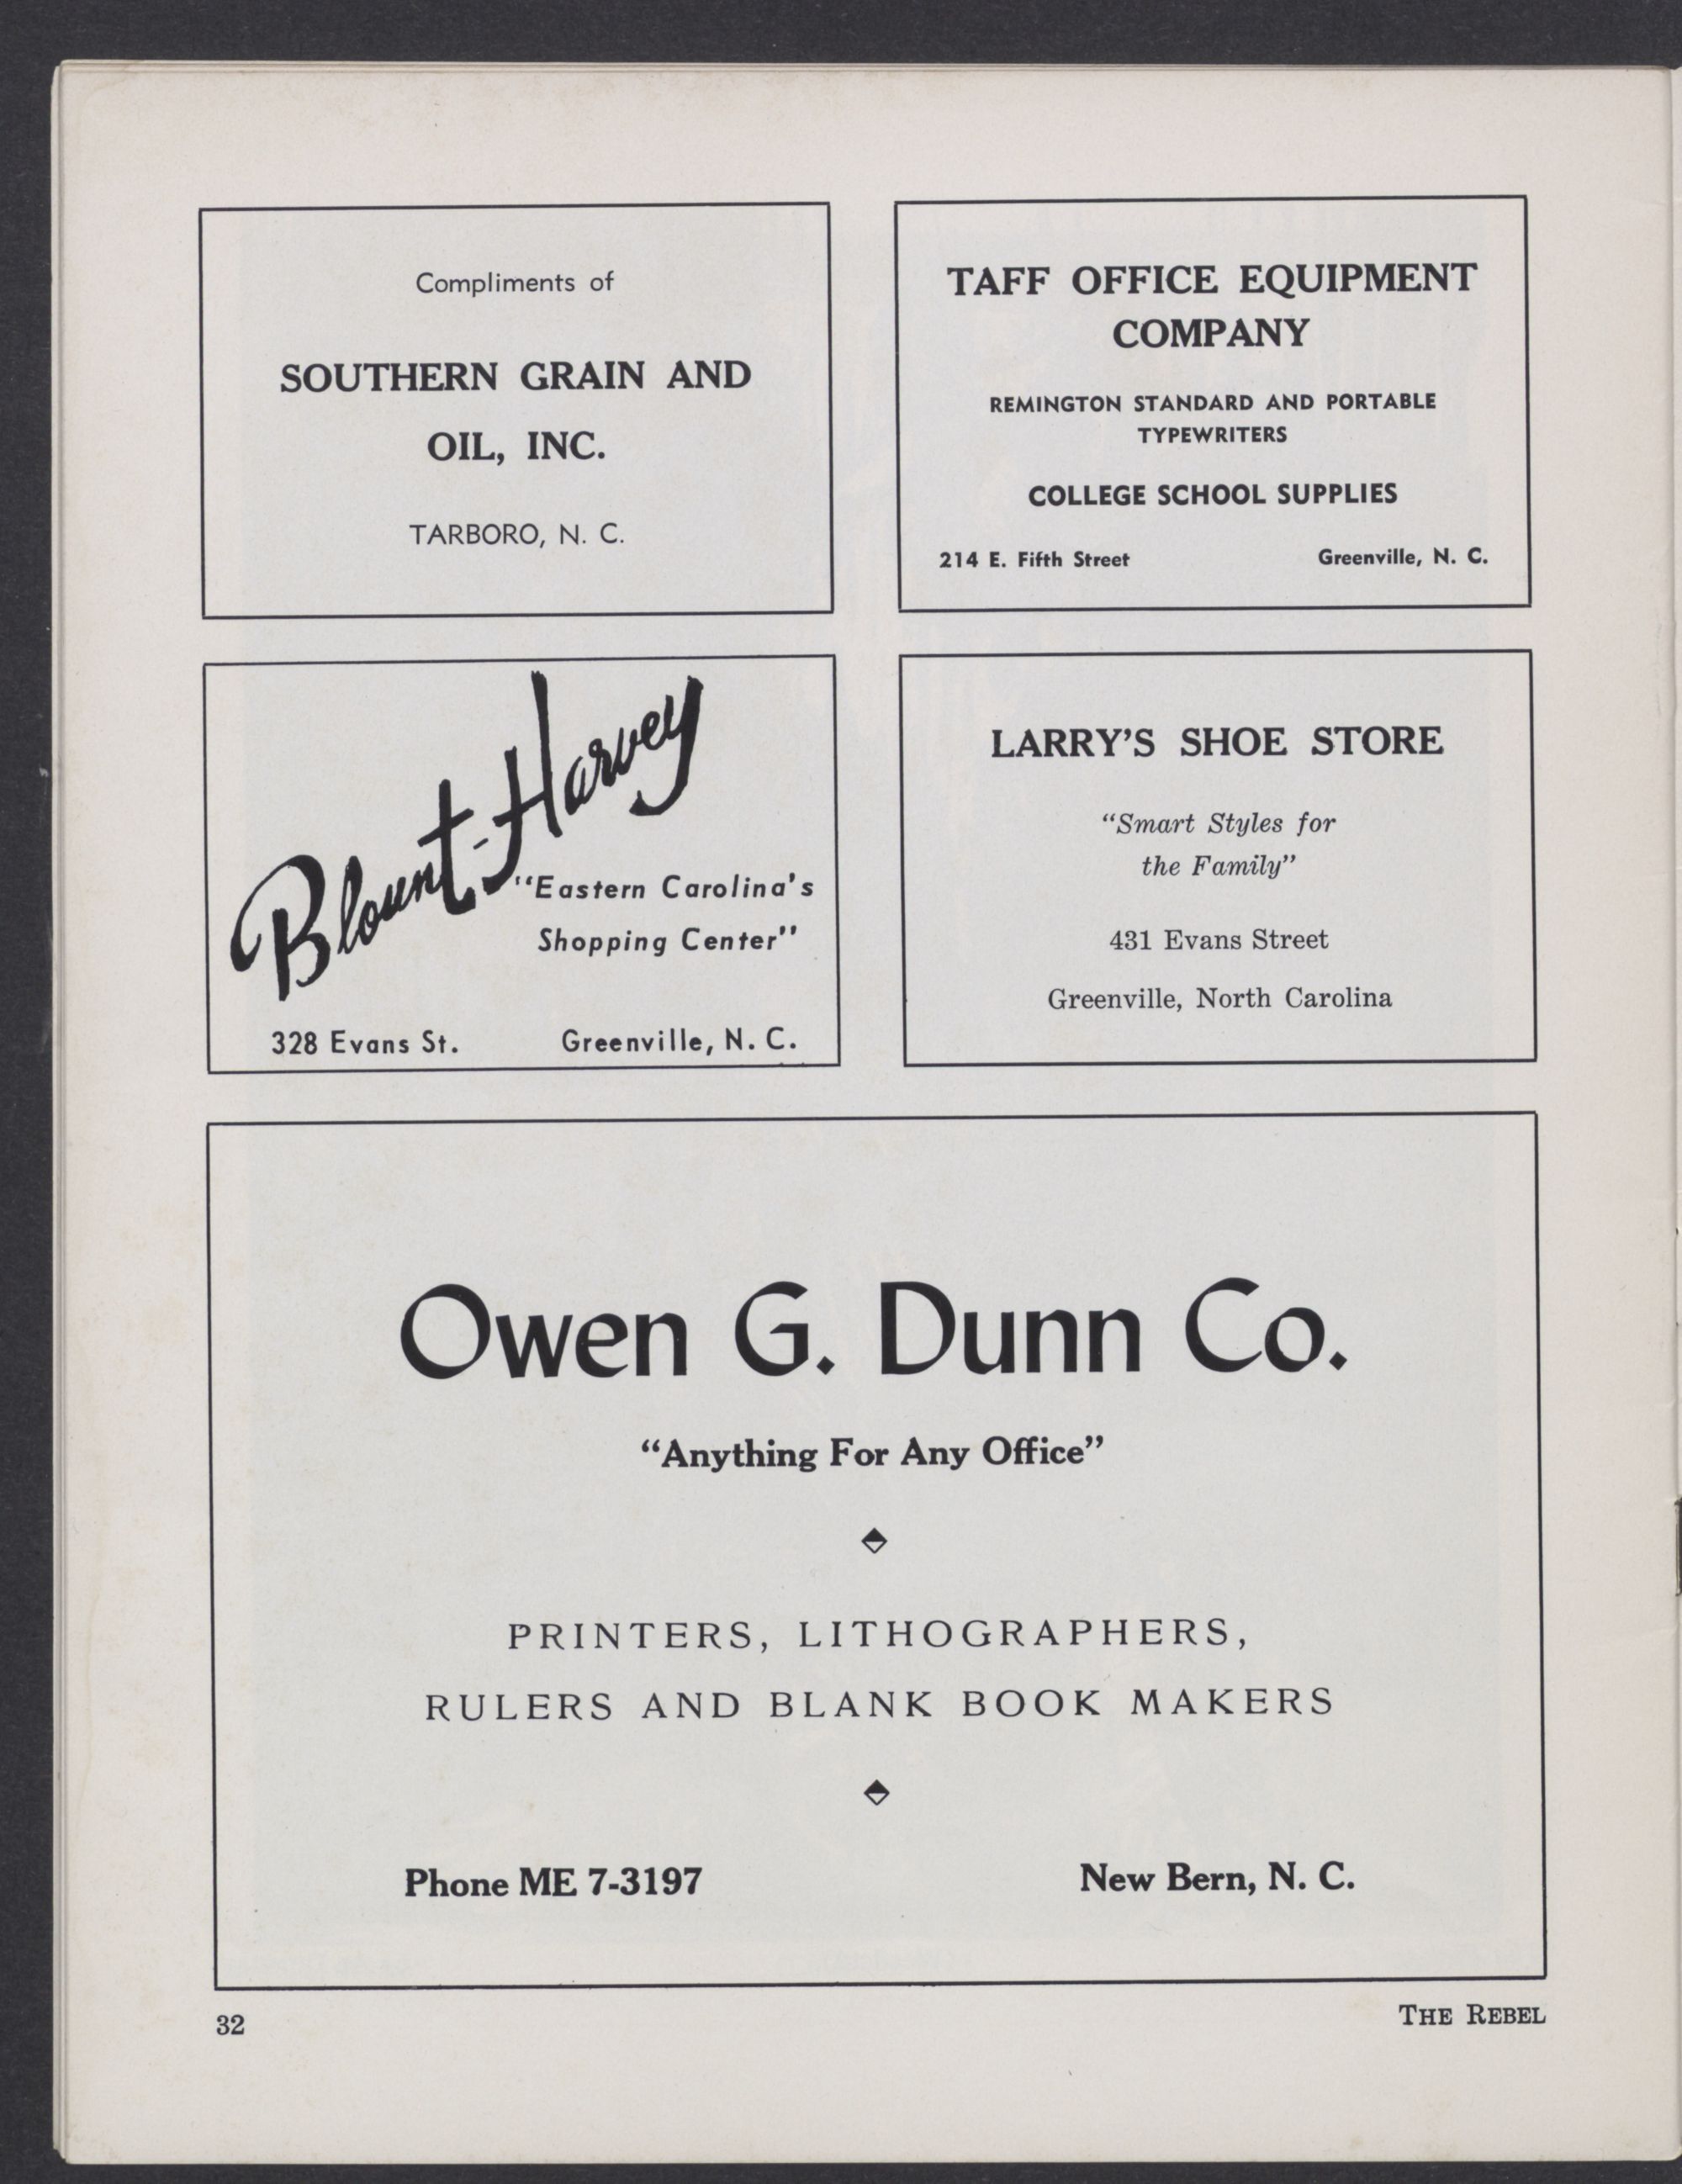 Compliments of
SOUTHERN GRAIN AND
OIL, INC.
TARBORO, N. C.
TAFF OFFICE EQUIPMENT
COMPANY
REMINGTON STANDARD AND PORTABLE
TYPEWRITERS
COLLEGE SCHOOL SUPPLIES
214 E. Fifth Street Greenville, N. C.
Blount-Harvey
"Eastern Carolina's
Shopping Center"
328 Evans St. Greenville, N. C.
LARRY'S SHOE STORE
"Smart Styles for
the Family"
431 Evans Street
Greenville, North Carolina
Owen G. Dunn Co.
"Anything For Any Office"
PRINTERS, LITHOGRAPHERS,
RULERS AND BLANK BOOK MAKERS
Phone ME 7-3197 New Bern, N. C.
32 THE REBEL